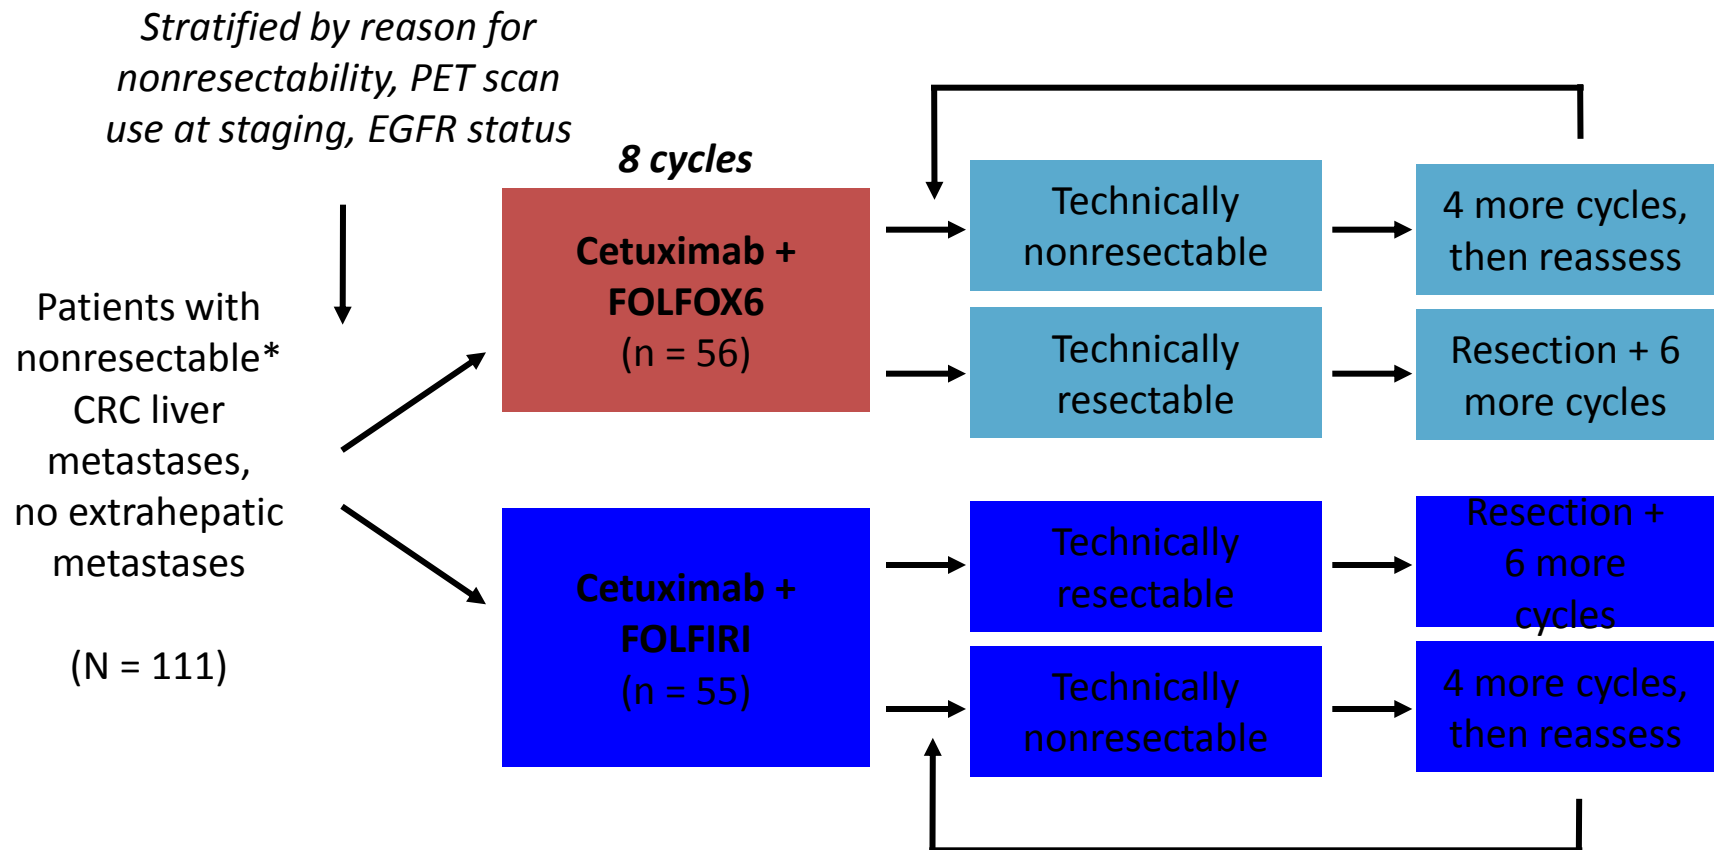 Stratified by reason for
nonresectability, PET scan
use at staging, EGFR status
8 cycles
Patients with
nonresectable*
CRC liver
metastases,
no extrahepatic
metastases
(N = 111)
Cetuximab +
FOLFOX6
(n = 56)
Technically
nonresectable
4 more cycles,
then reassess
Technically
resectable
Resection + 6
more cycles
Cetuximab +
FOLFIRI
(n = 55)
Technically
resectable
Resection +
6 more
cycles
Technically
nonresectable
4 more cycles,
then reassess